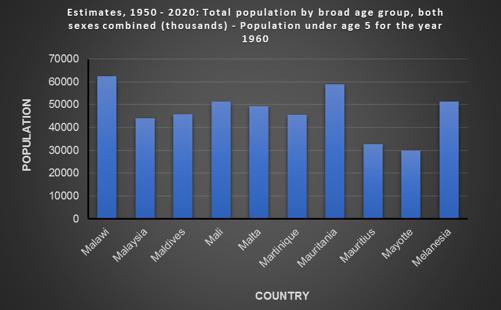 Estimates, 1950 - 2020: Total population by broad age group, both
sexes combined (thousands) - Population under age 5 for the year
1960
POPULATION
70000
60000
50000
40000
30000
20000
10000
0
Malawi
Malaysia
Maldives
Mali
Malta
Martinique
Mauritania
Mauritius
Mayotte
Melanesia
COUNTRY